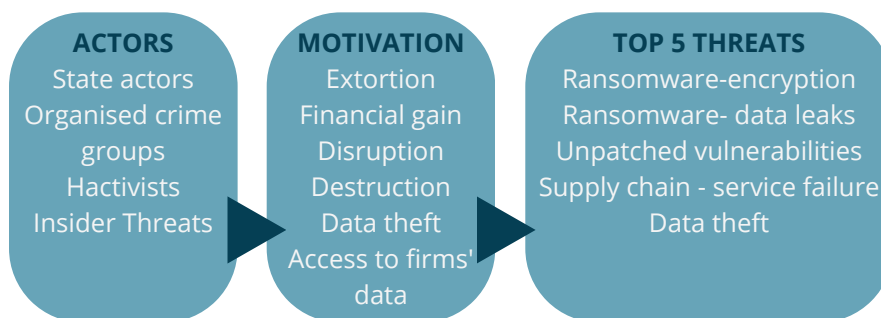 ACTORS
State actors
Organised crime
groups
Hactivists
Insider Threats
MOTIVATION
Extortion
Financial gain
Disruption
Destruction
Data theft
Access to firms'
data
TOP 5 THREATS
Ransomware-encryption
Ransomware- data leaks
Unpatched vulnerabilities
Supply chain - service failure
Data theft